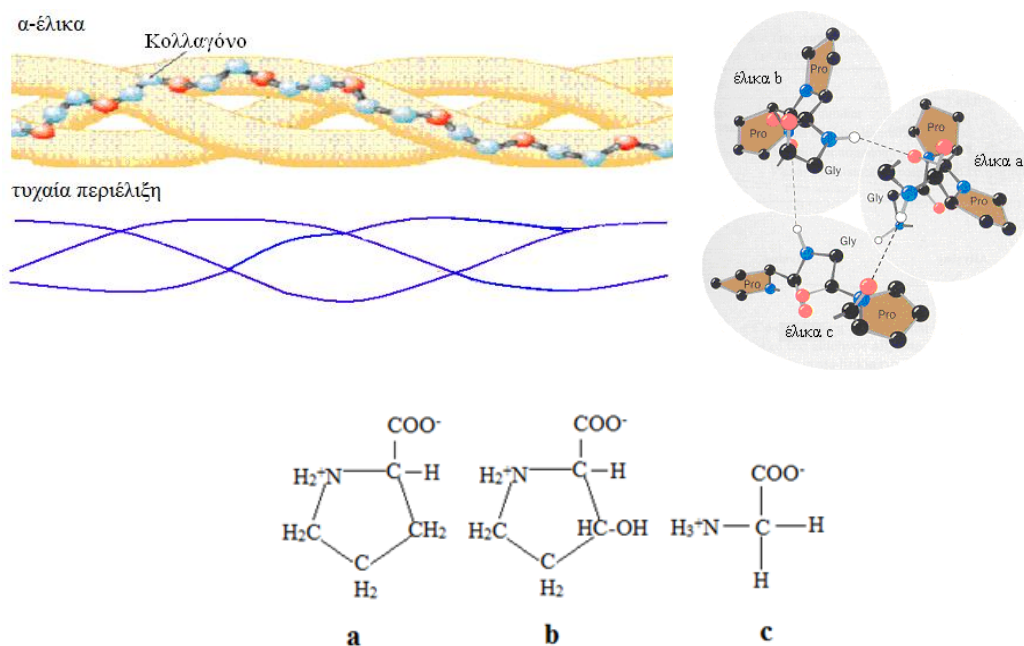 α-έλικα
Κολλαγόνο
τυχαία περιέλιξη
έλικα b
Pro
Pro
Gly
Pro
έλικα a
Gly
Pro
Gly
Pro
Pro
έλικα c
COO⁻
H₂⁺N
C
H
H₂C
CH₂
C
H₂
a
COO⁻
H₂⁺N
C
H
H₂C
HC-OH
C
H₂
b
COO⁻
H₃⁺N
C
H
H
c